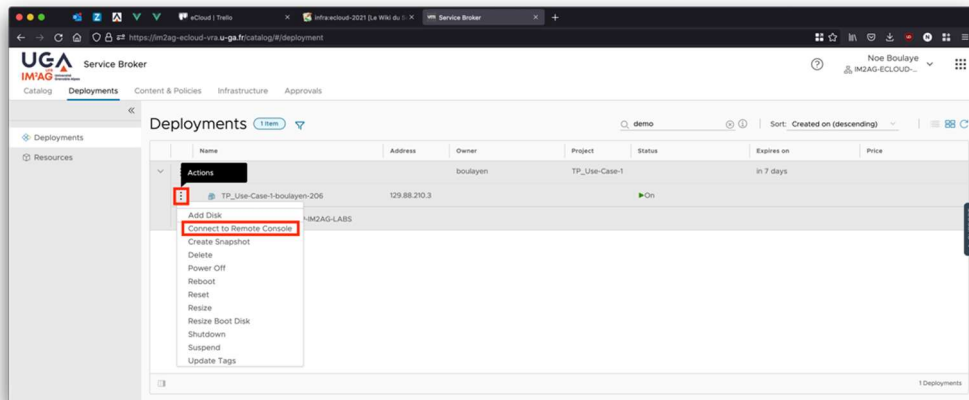 eCloud | Trello
infra:ecloud-2021 [Le Wiki du S
Service Broker
https://im2ag-ecloud-vra.u-ga.fr/catalog/#/deployment
UGA
IM²AG
Service Broker
Noe Boulaye
IM2AG-ECLOUD-...
Catalog Deployments Content & Policies Infrastructure Approvals
Deployments
Resources
Deployments 1 item
demo
Sort: Created on (descending)
Name Address Owner Project Status Expires on Price
Actions
boulayen TP_Use-Case-1 in 7 days
TP_Use-Case-1-boulayen-206 129.88.210.3 On
-IM2AG-LABS
Add Disk
Connect to Remote Console
Create Snapshot
Delete
Power Off
Reboot
Reset
Resize
Resize Boot Disk
Shutdown
Suspend
Update Tags
1 Deployments